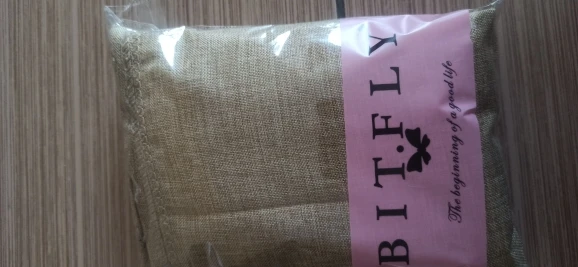 BIT.FLY
The beginning of a good life